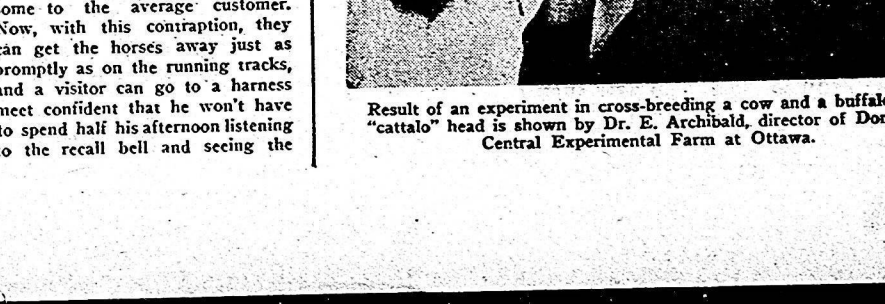 ome to the average customer.
Now, with this contraption, they
can get the horses away just as
promptly as on the running tracks,
and a visitor can go to a harness
meet confident that he won't have
to spend half his afternoon listening
to the recall bell and seeing the
Result of an experiment in cross-breeding a cow and a buffalo
"cattalo" head is shown by Dr. E. Archibald, director of Dom
Central Experimental Farm at Ottawa.